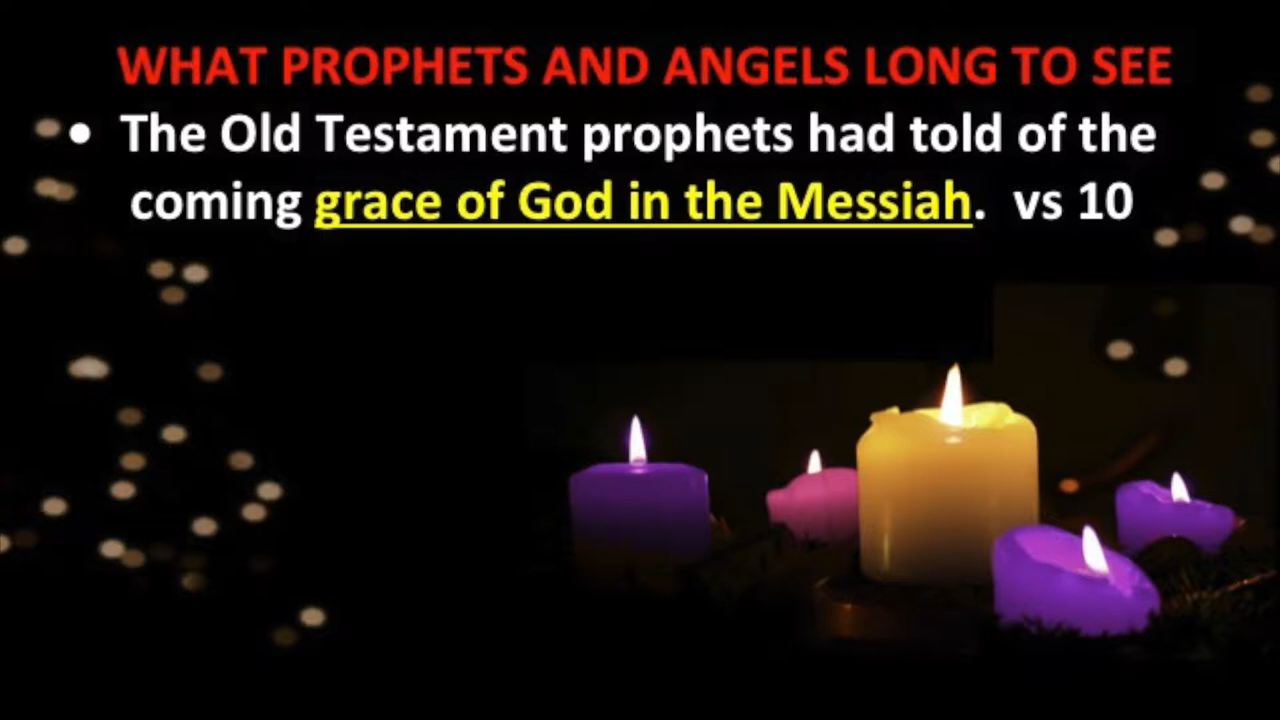 WHAT PROPHETS AND ANGELS LONG TO SEE
• The Old Testament prophets had told of the
coming grace of God in the Messiah.  vs 10